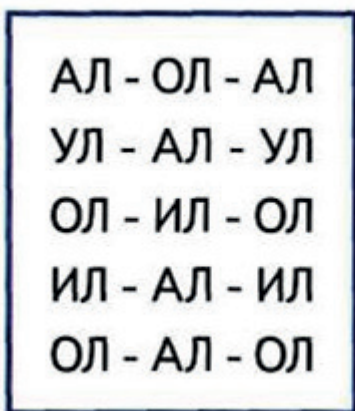 АЛ - ОЛ - АЛ
УЛ - АЛ - УЛ
ОЛ - ИЛ - ОЛ
ИЛ - АЛ - ИЛ
ОЛ - АЛ - ОЛ